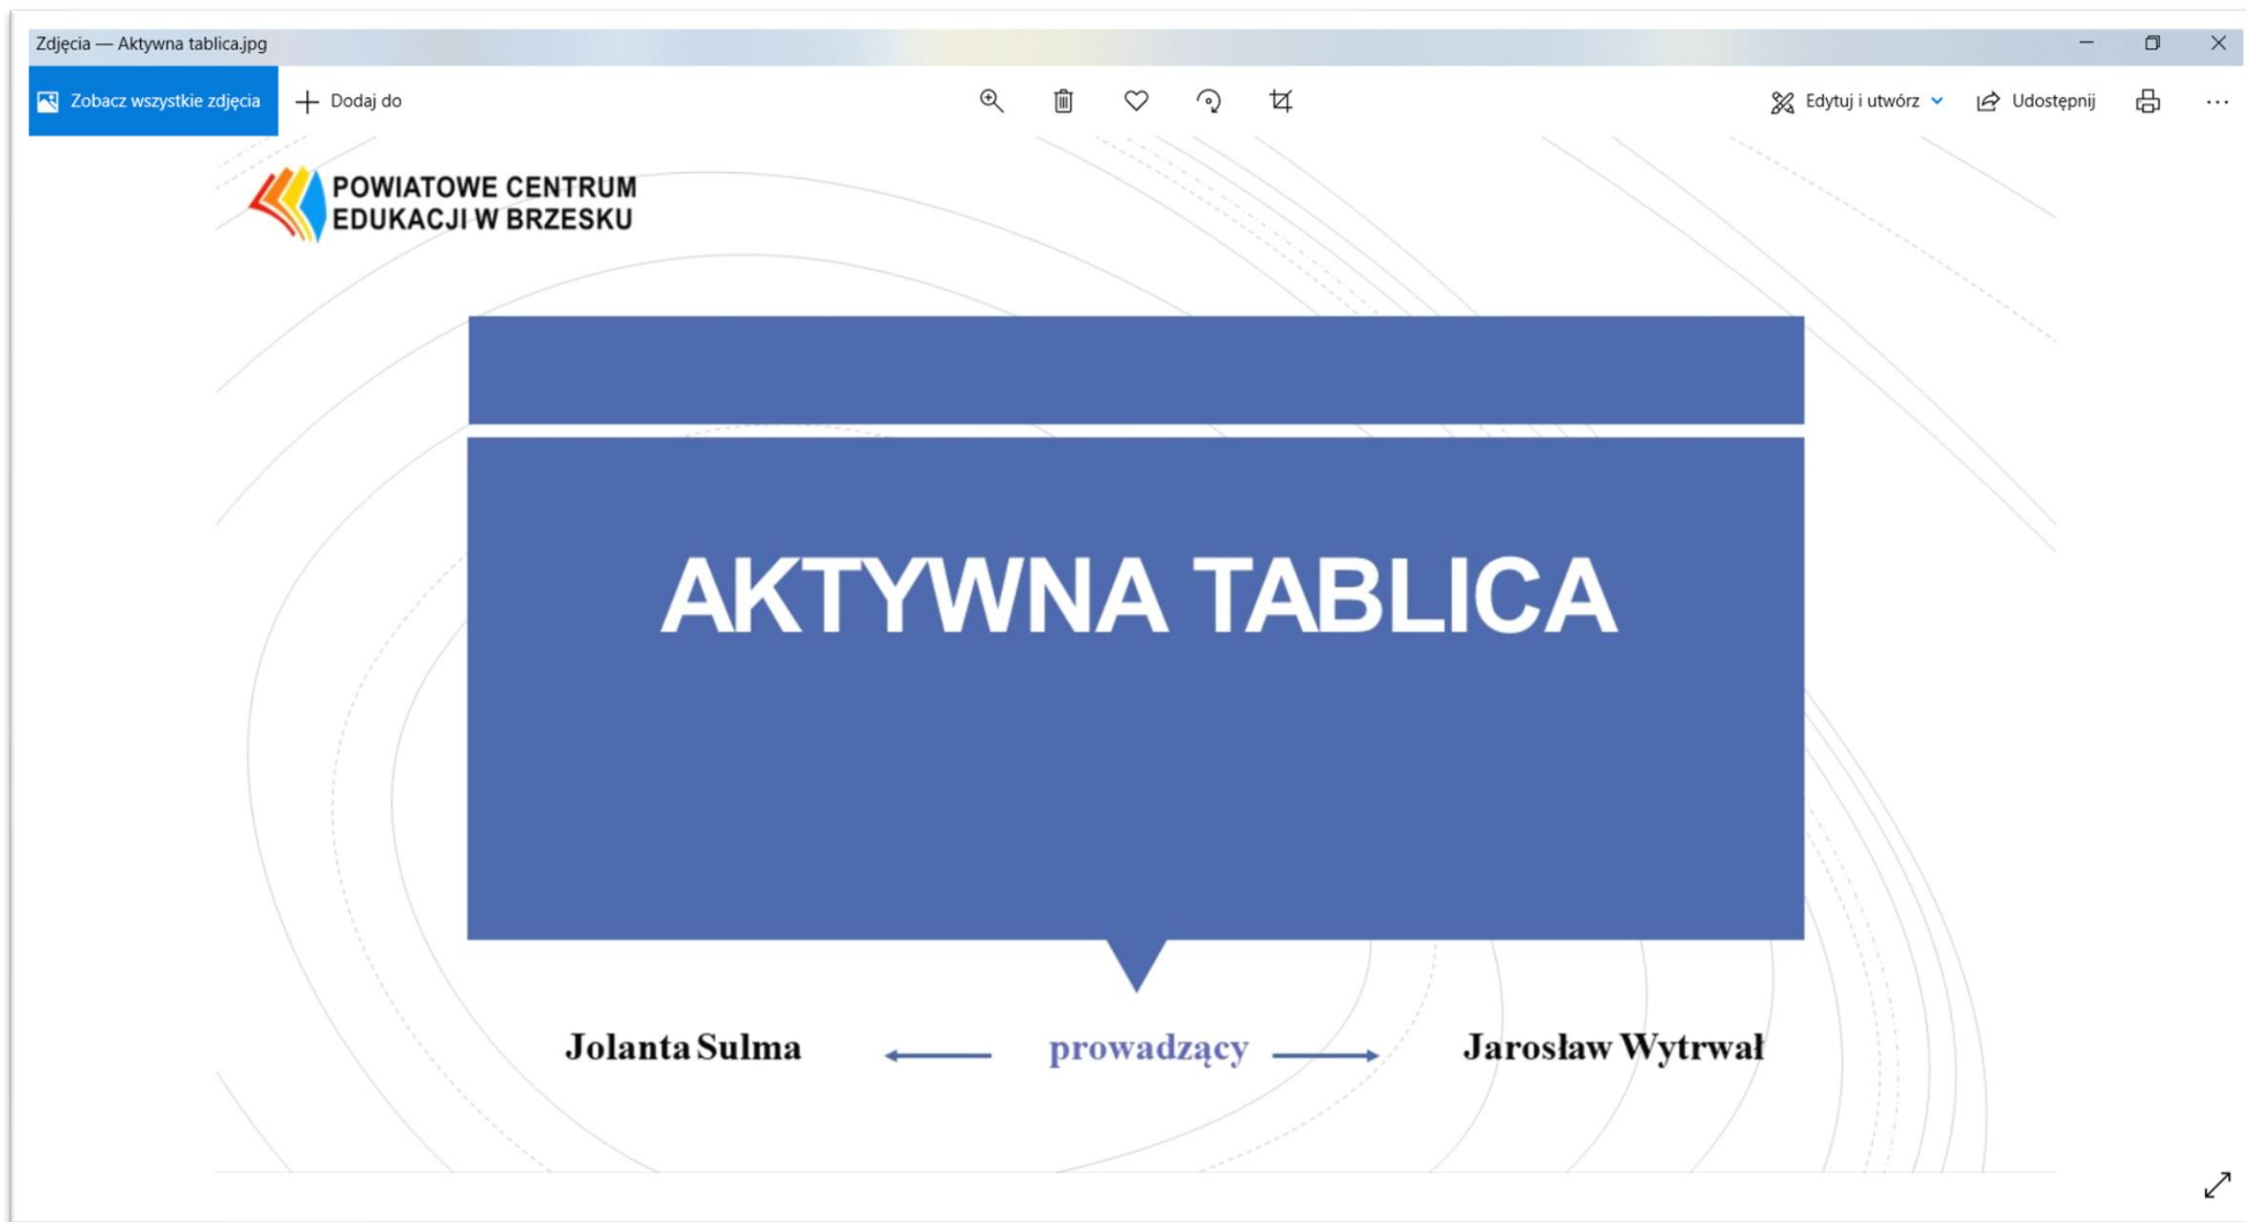 Zdjęcia — Aktywna tablica.jpg
Zobacz wszystkie zdjęcia
Dodaj do
Edytuj i utwórz
Udostępnij
POWIATOWE CENTRUM
EDUKACJI W BRZESKU
AKTYWNA TABLICA
Jolanta Sulma prowadzący Jarosław Wytrwał